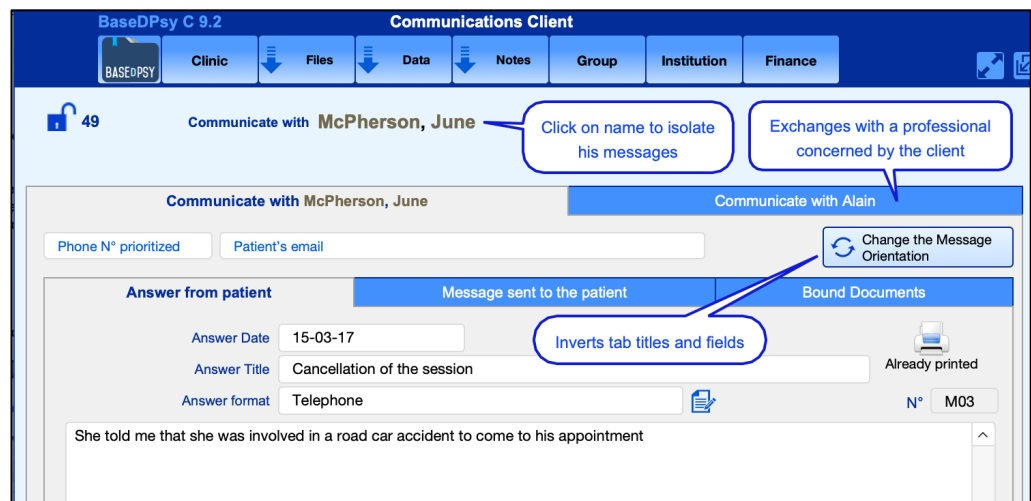 BaseDPsy C 9.2
Communications Client
BASEDPSY
Clinic
Files
Data
Notes
Group
Institution
Finance
49
Communicate with McPherson, June
Click on name to isolate
his messages
Exchanges with a professional
concerned by the client
Communicate with McPherson, June
Communicate with Alain
Phone N° prioritized
Patient's email
Change the Message
Orientation
Answer from patient
Message sent to the patient
Bound Documents
Answer Date
15-03-17
Inverts tab titles and fields
Answer Title
Cancellation of the session
Already printed
Answer format
Telephone
N°
M03
She told me that she was involved in a road car accident to come to his appointment